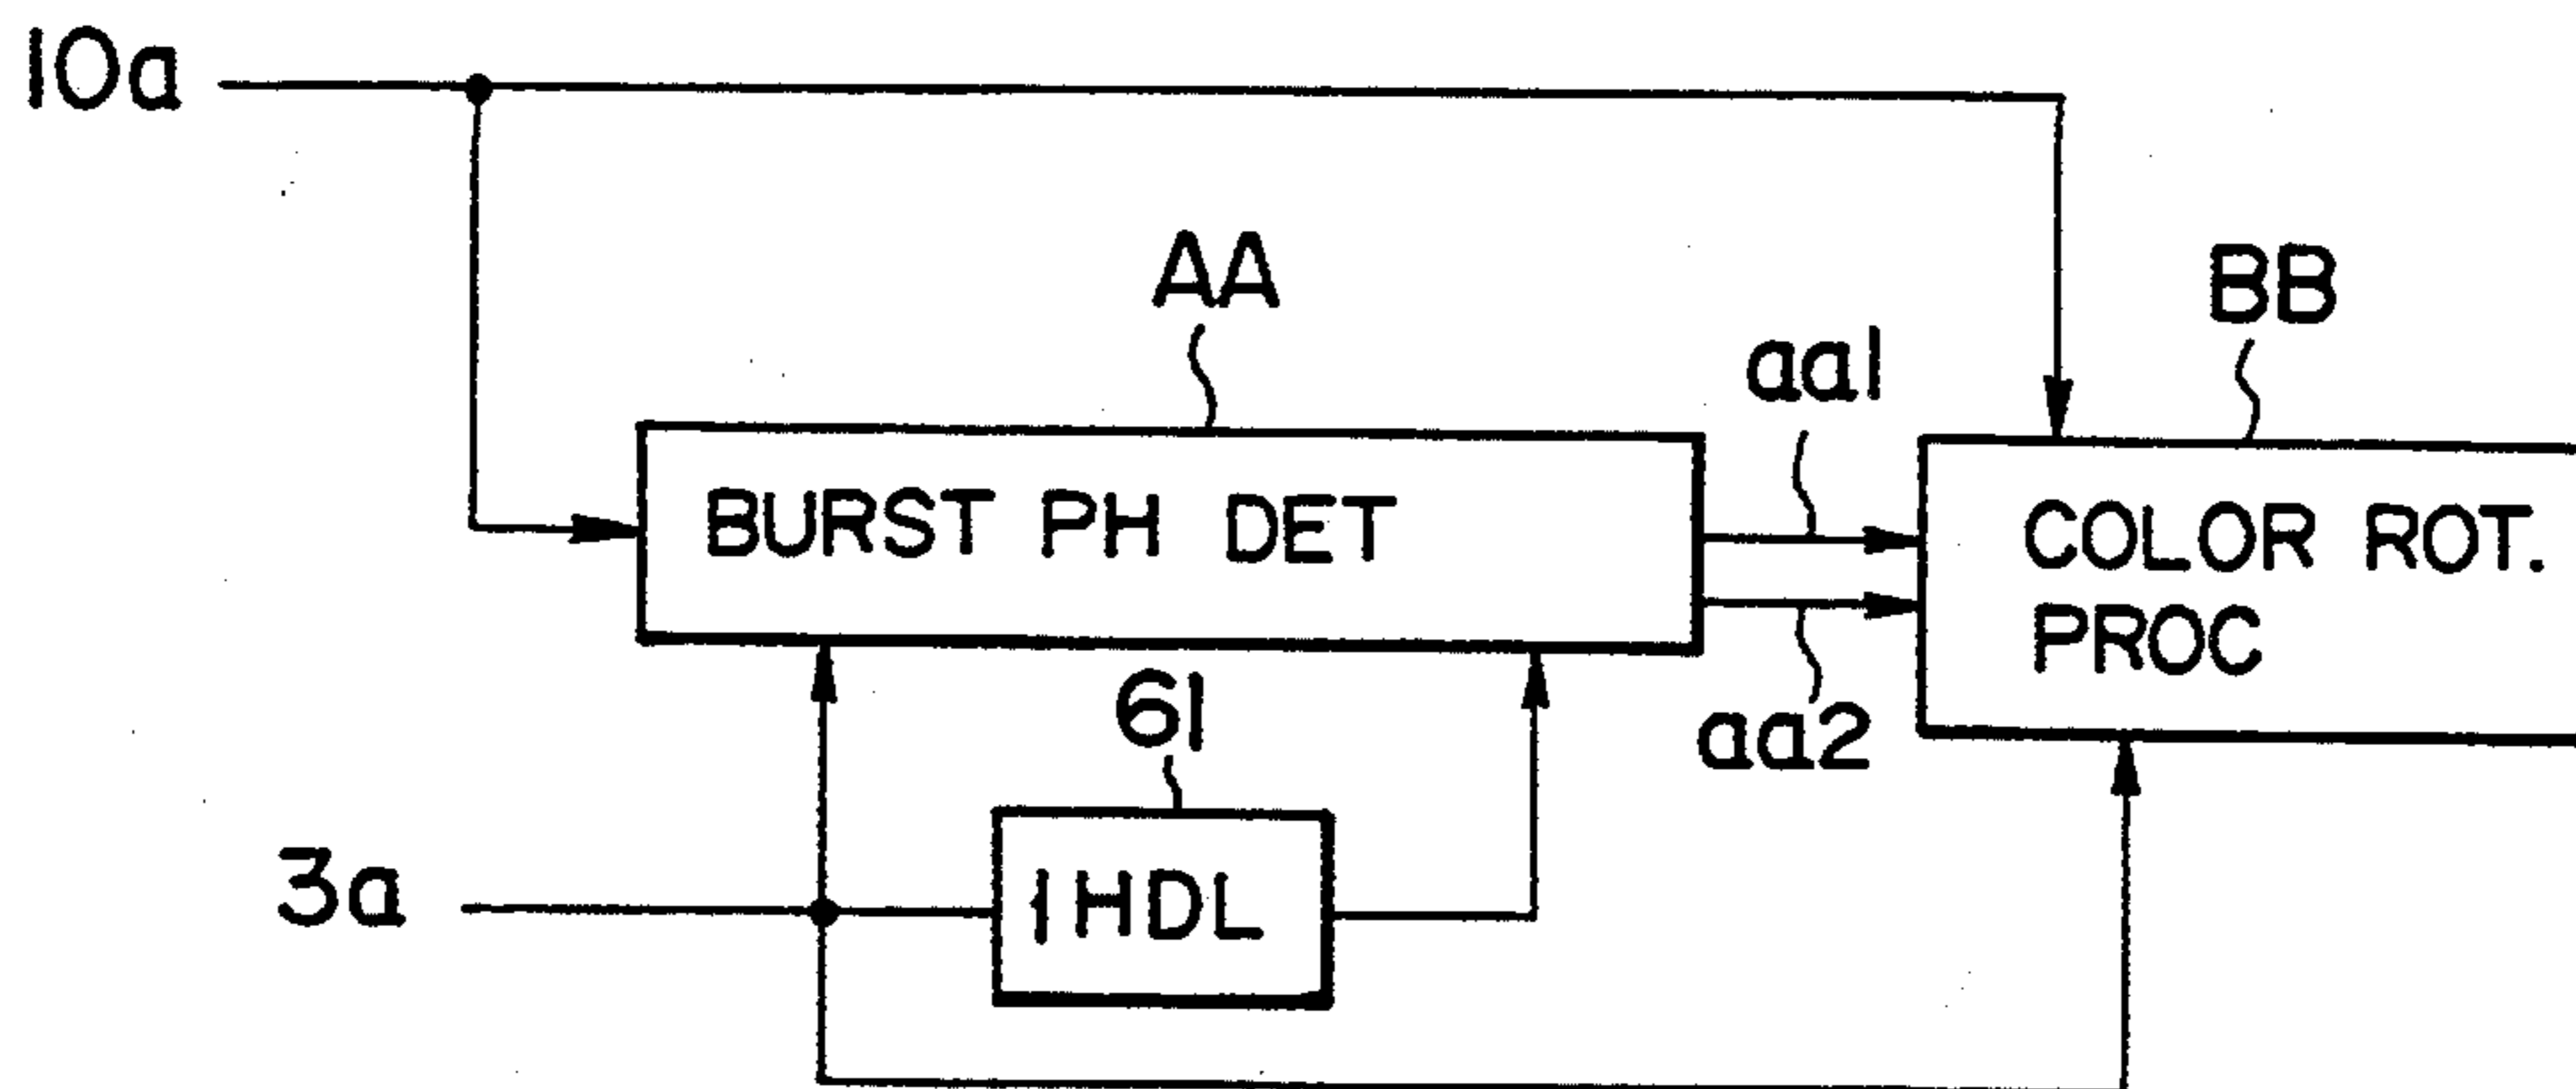 10a
AA
BB
aa1
BURST PH DET
COLOR ROT.
PROC
aa2
61
3a
1HDL